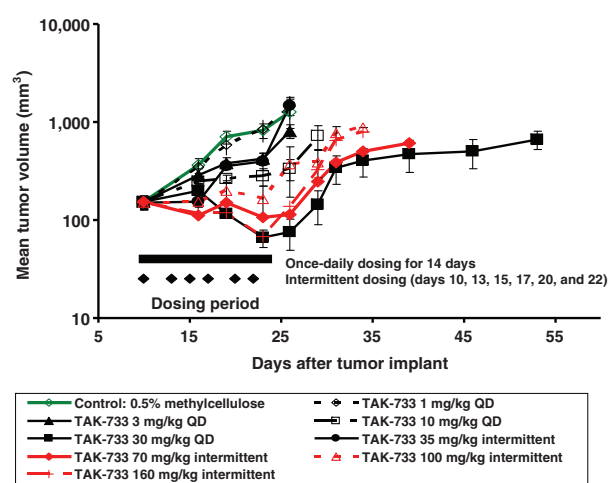 10,000
1,000
100
10
Mean tumor volume (mm³)
Once-daily dosing for 14 days
Intermittent dosing (days 10, 13, 15, 17, 20, and 22)
Dosing period
5 15 25 35 45 55
Days after tumor implant
Control: 0.5% methylcellulose TAK-733 1 mg/kg QD
TAK-733 3 mg/kg QD TAK-733 10 mg/kg QD
TAK-733 30 mg/kg QD TAK-733 35 mg/kg intermittent
TAK-733 70 mg/kg intermittent TAK-733 100 mg/kg intermittent
TAK-733 160 mg/kg intermittent